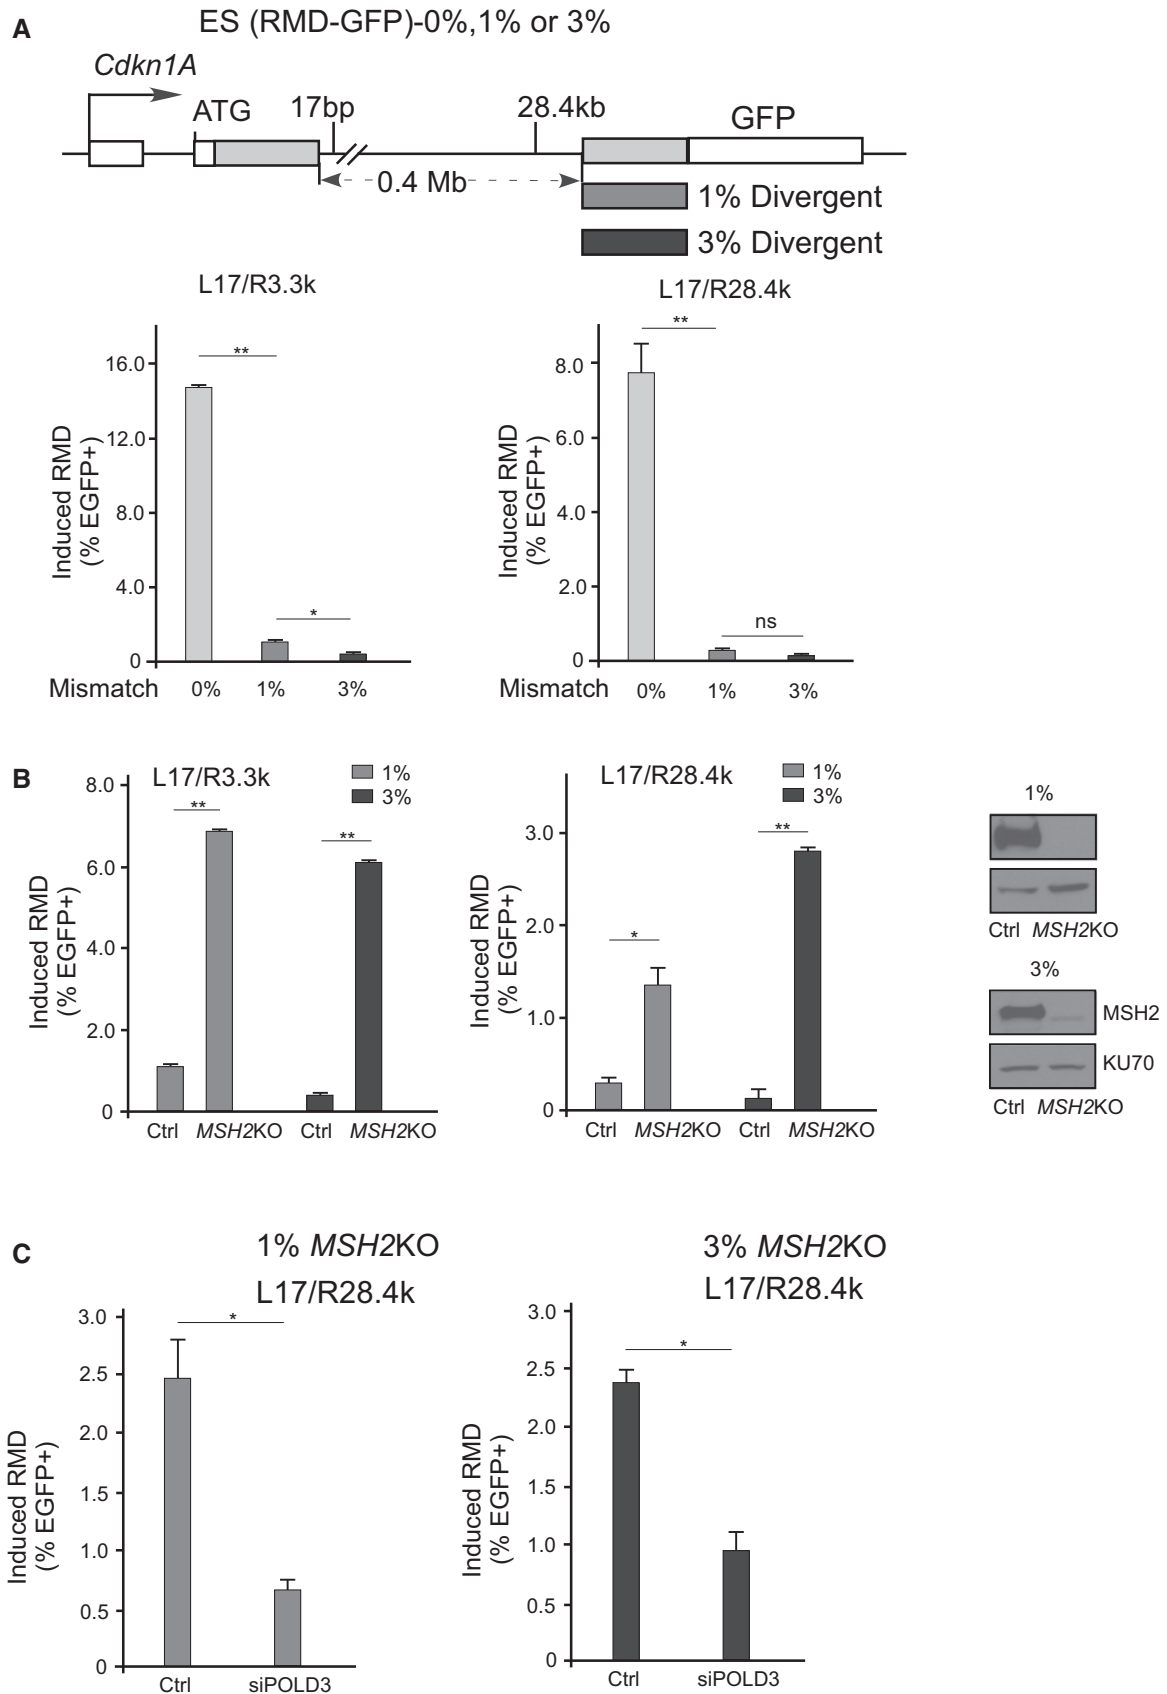 A
ES (RMD-GFP)-0%,1% or 3%
Cdkn1A
ATG
17bp
28.4kb
GFP
0.4 Mb
1% Divergent
3% Divergent
L17/R3.3k
Induced RMD
(% EGFP+)
16.0
12.0
8.0
4.0
0
**
*
Mismatch 0% 1% 3%
L17/R28.4k
Induced RMD
(% EGFP+)
8.0
6.0
4.0
2.0
0
**
ns
Mismatch 0% 1% 3%
B
L17/R3.3k
1%
3%
Induced RMD
(% EGFP+)
8.0
6.0
4.0
2.0
0
**
**
Ctrl MSH2KO Ctrl MSH2KO
L17/R28.4k
1%
3%
Induced RMD
(% EGFP+)
3.0
2.0
1.0
0
*
**
Ctrl MSH2KO Ctrl MSH2KO
1%
Ctrl MSH2KO
3%
MSH2
KU70
Ctrl MSH2KO
C
1% MSH2KO
L17/R28.4k
Induced RMD
(% EGFP+)
3.0
2.5
2.0
1.5
1.0
0.5
0
*
Ctrl siPOLD3
3% MSH2KO
L17/R28.4k
Induced RMD
(% EGFP+)
3.0
2.5
2.0
1.5
1.0
0.5
0
*
Ctrl siPOLD3